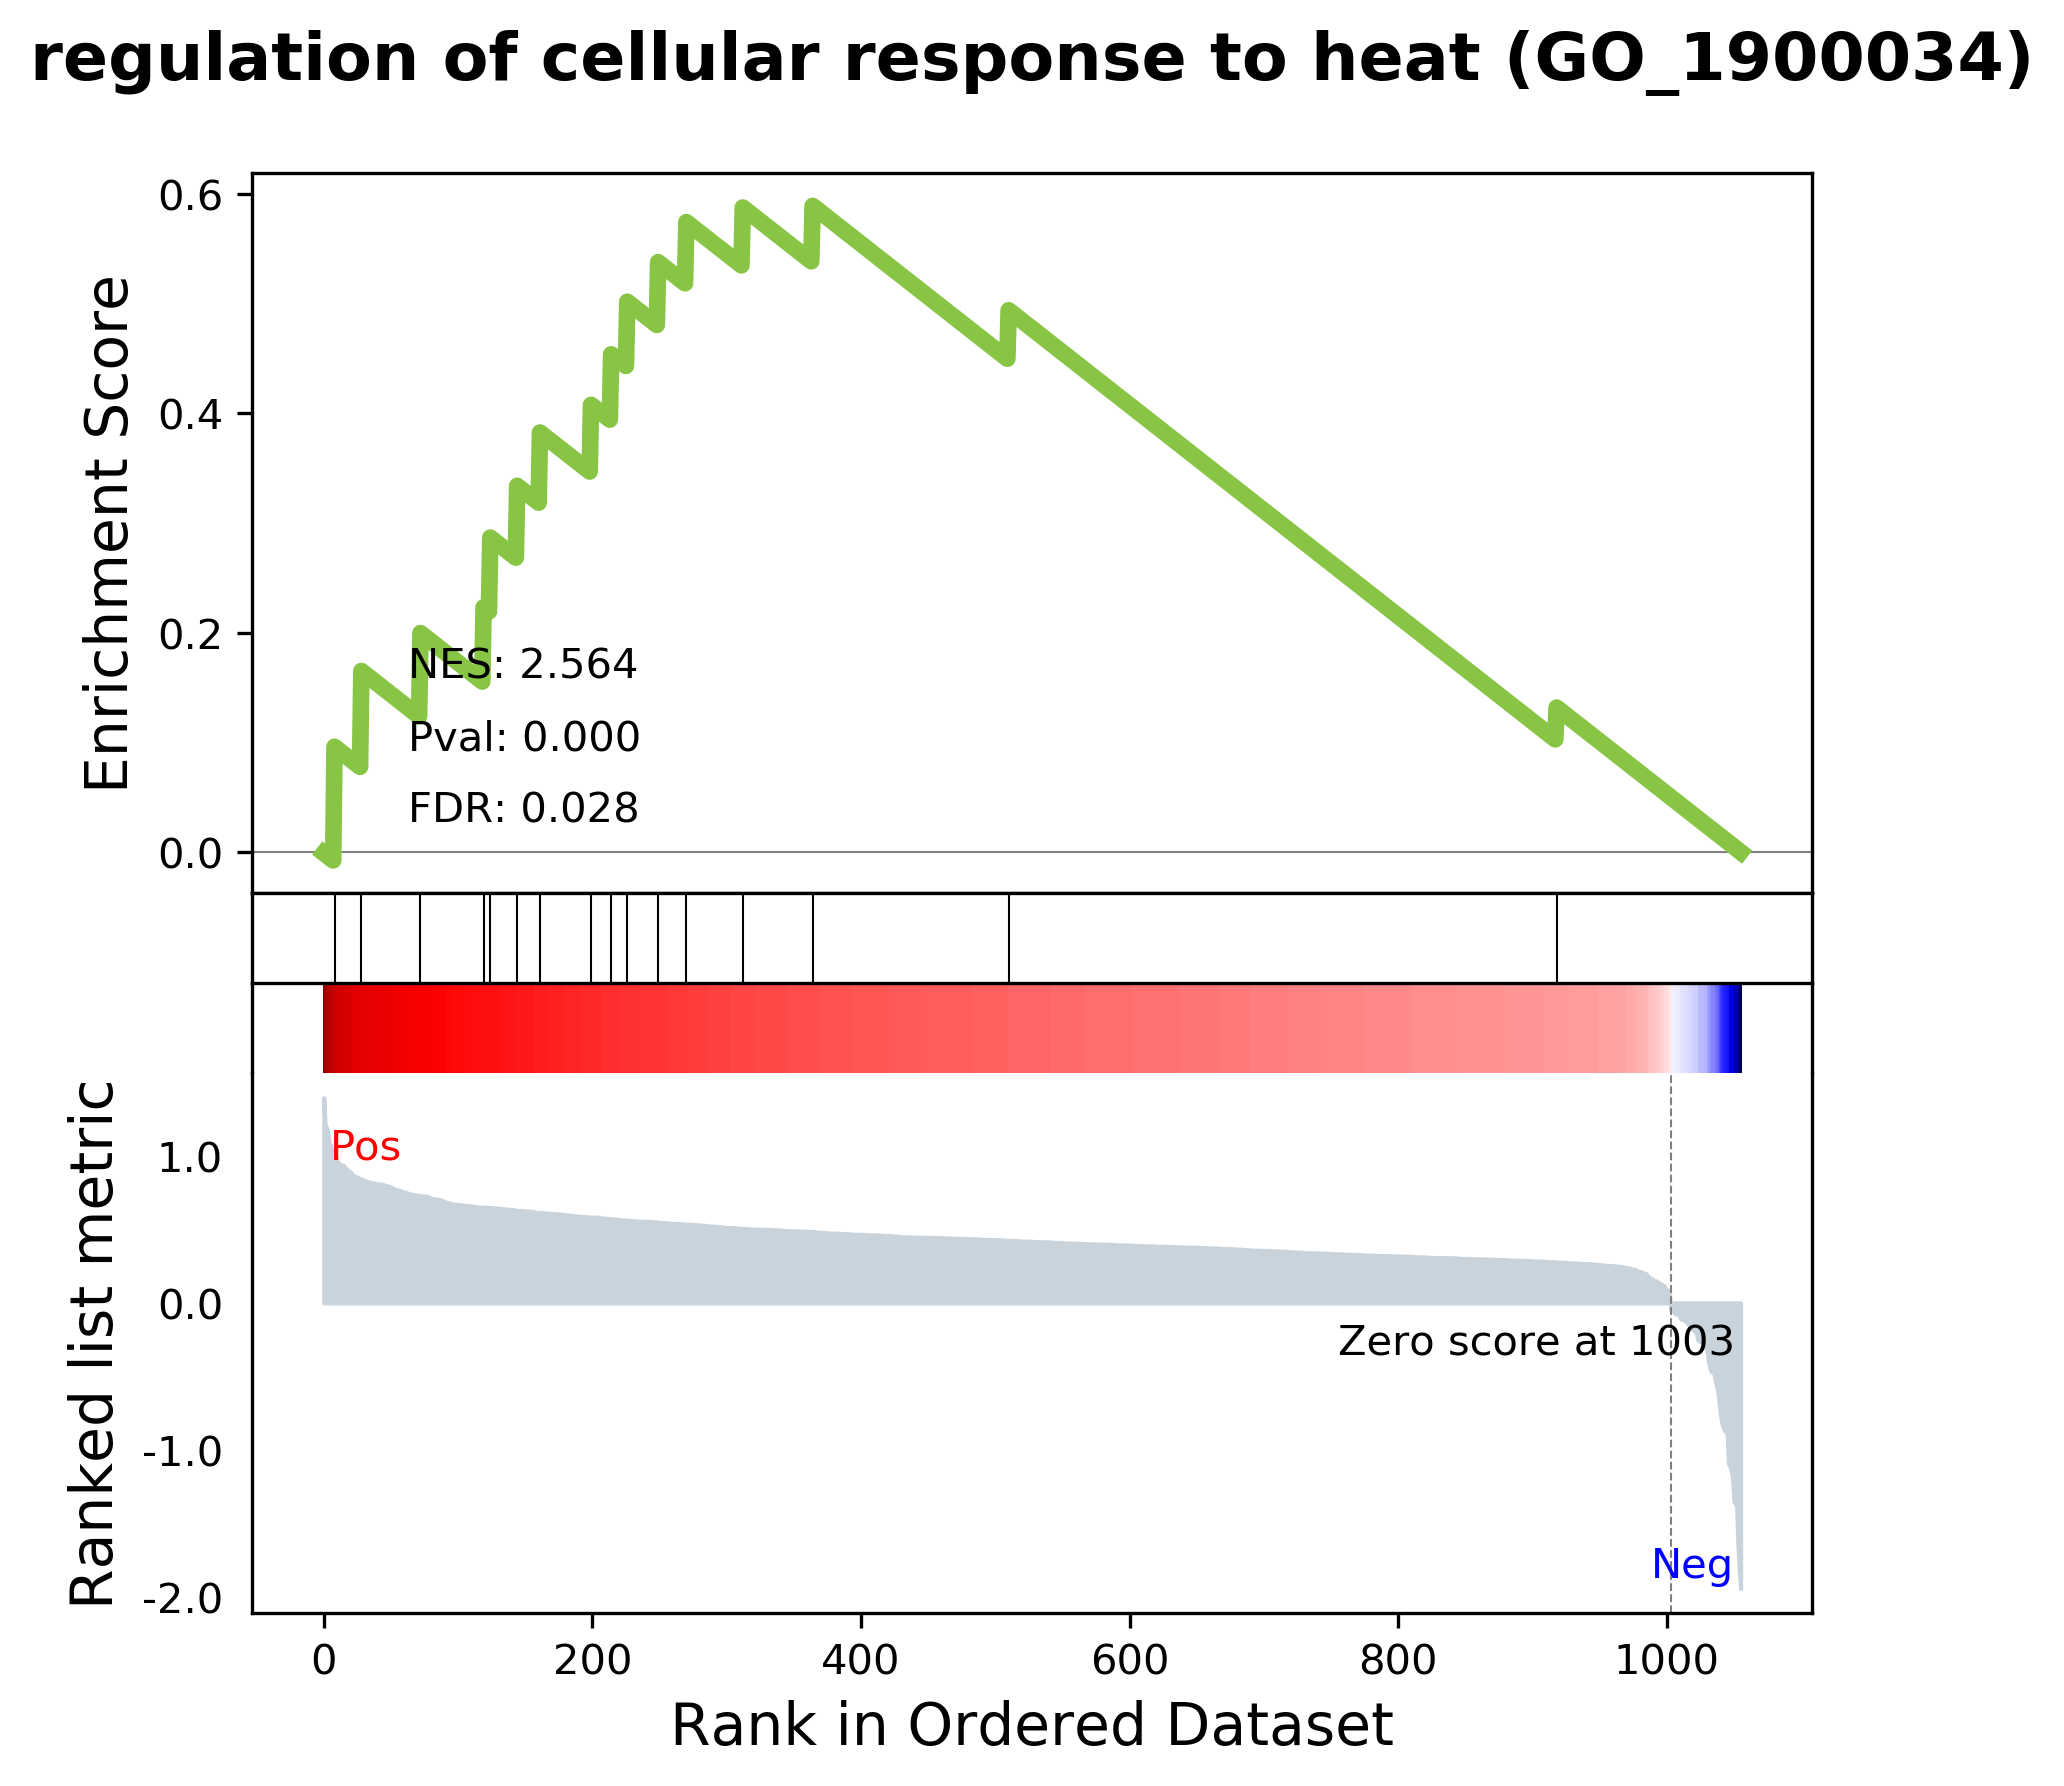 regulation of cellular response to heat (GO_1900034)
Enrichment Score
0.6
0.4
0.2
0.0
NES: 2.564
Pval: 0.000
FDR: 0.028
Ranked list metric
1.0
0.0
-1.0
-2.0
Pos
Zero score at 1003
Neg
0 200 400 600 800 1000
Rank in Ordered Dataset